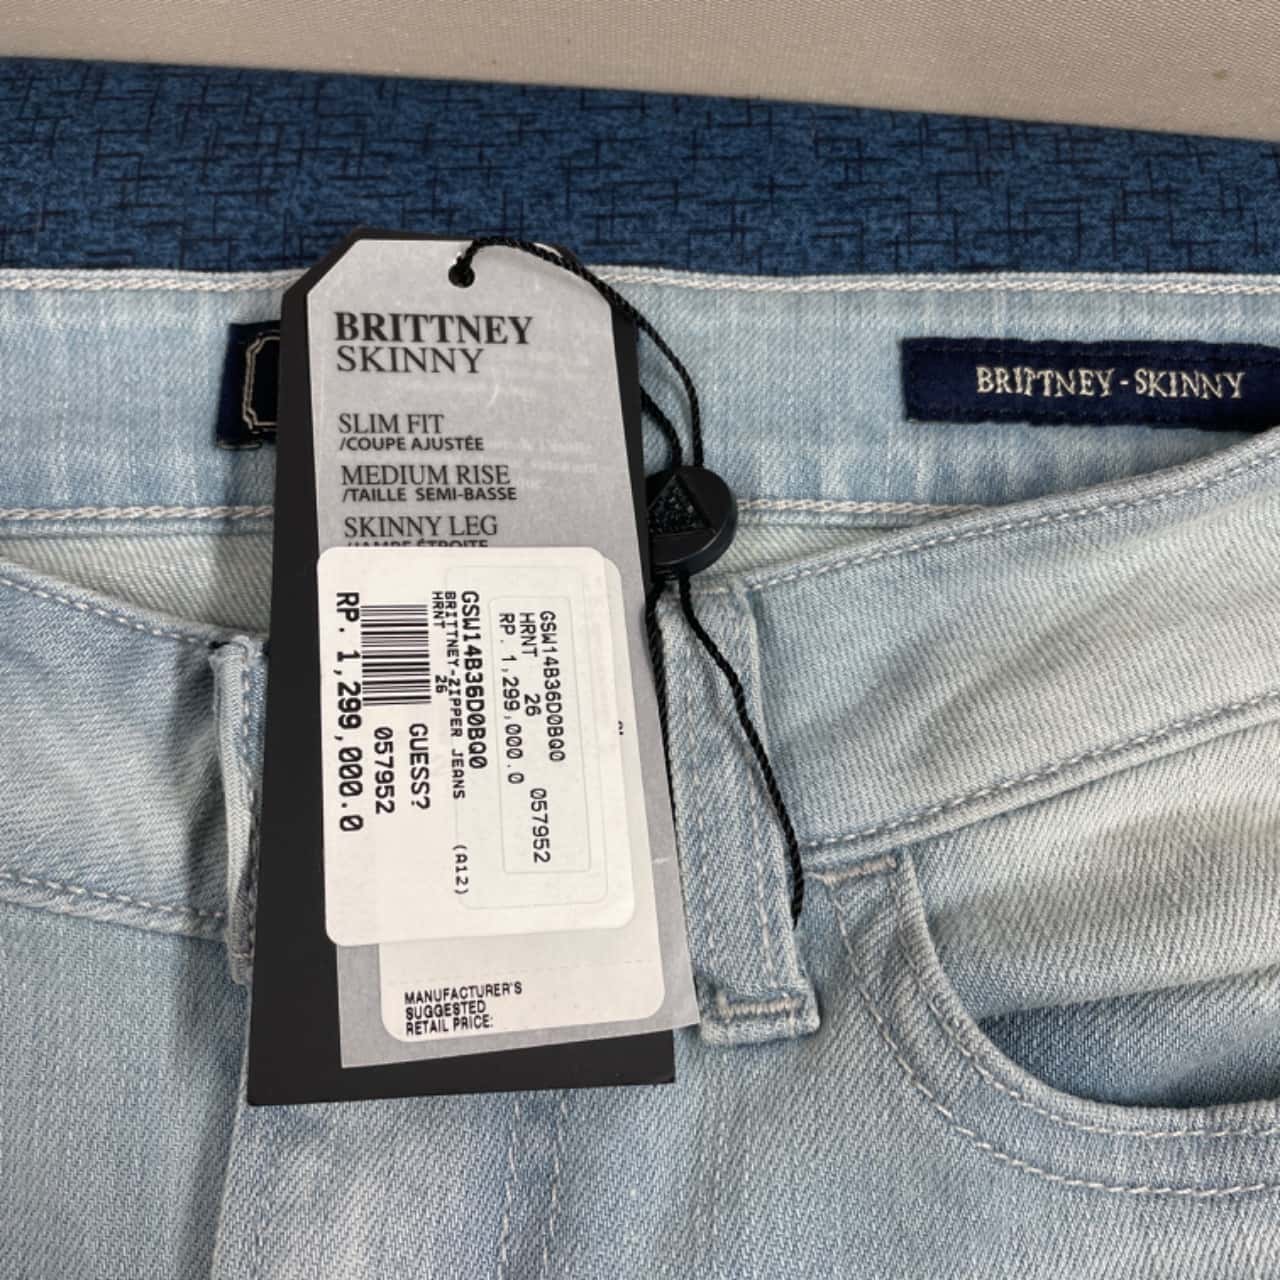 BRITTNEY
SKINNY
SLIM FIT
/COUPE AJUSTÉE
MEDIUM RISE
/TAILLE SEMI-BASSE
SKINNY LEG
/JAMBE ÉTROITE
GSW14B36D0BQ0
HRNT 26 057952
RP. 1,299,000.0
GSW14B36D0BQ0
BRITTNEY-ZIPPER JEANS (A12)
HRNT 26
GUESS?
057952
RP. 1,299,000.0
MANUFACTURER'S
SUGGESTED
RETAIL PRICE:
BRITTNEY - SKINNY